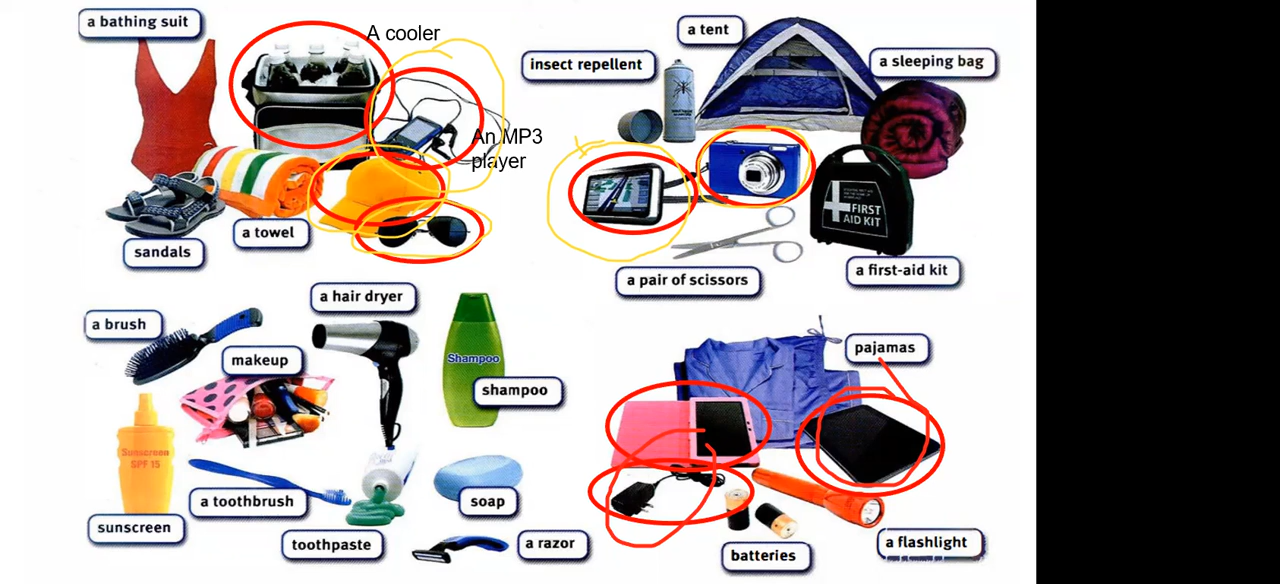 a bathing suit
A cooler
An MP3
player
sandals
a towel
a tent
insect repellent
a sleeping bag
FIRST
AID KIT
a pair of scissors
a first-aid kit
a brush
a hair dryer
makeup
Shampoo
shampoo
Sunscreen
SPF 15
sunscreen
a toothbrush
toothpaste
soap
a razor
pajamas
batteries
a flashlight